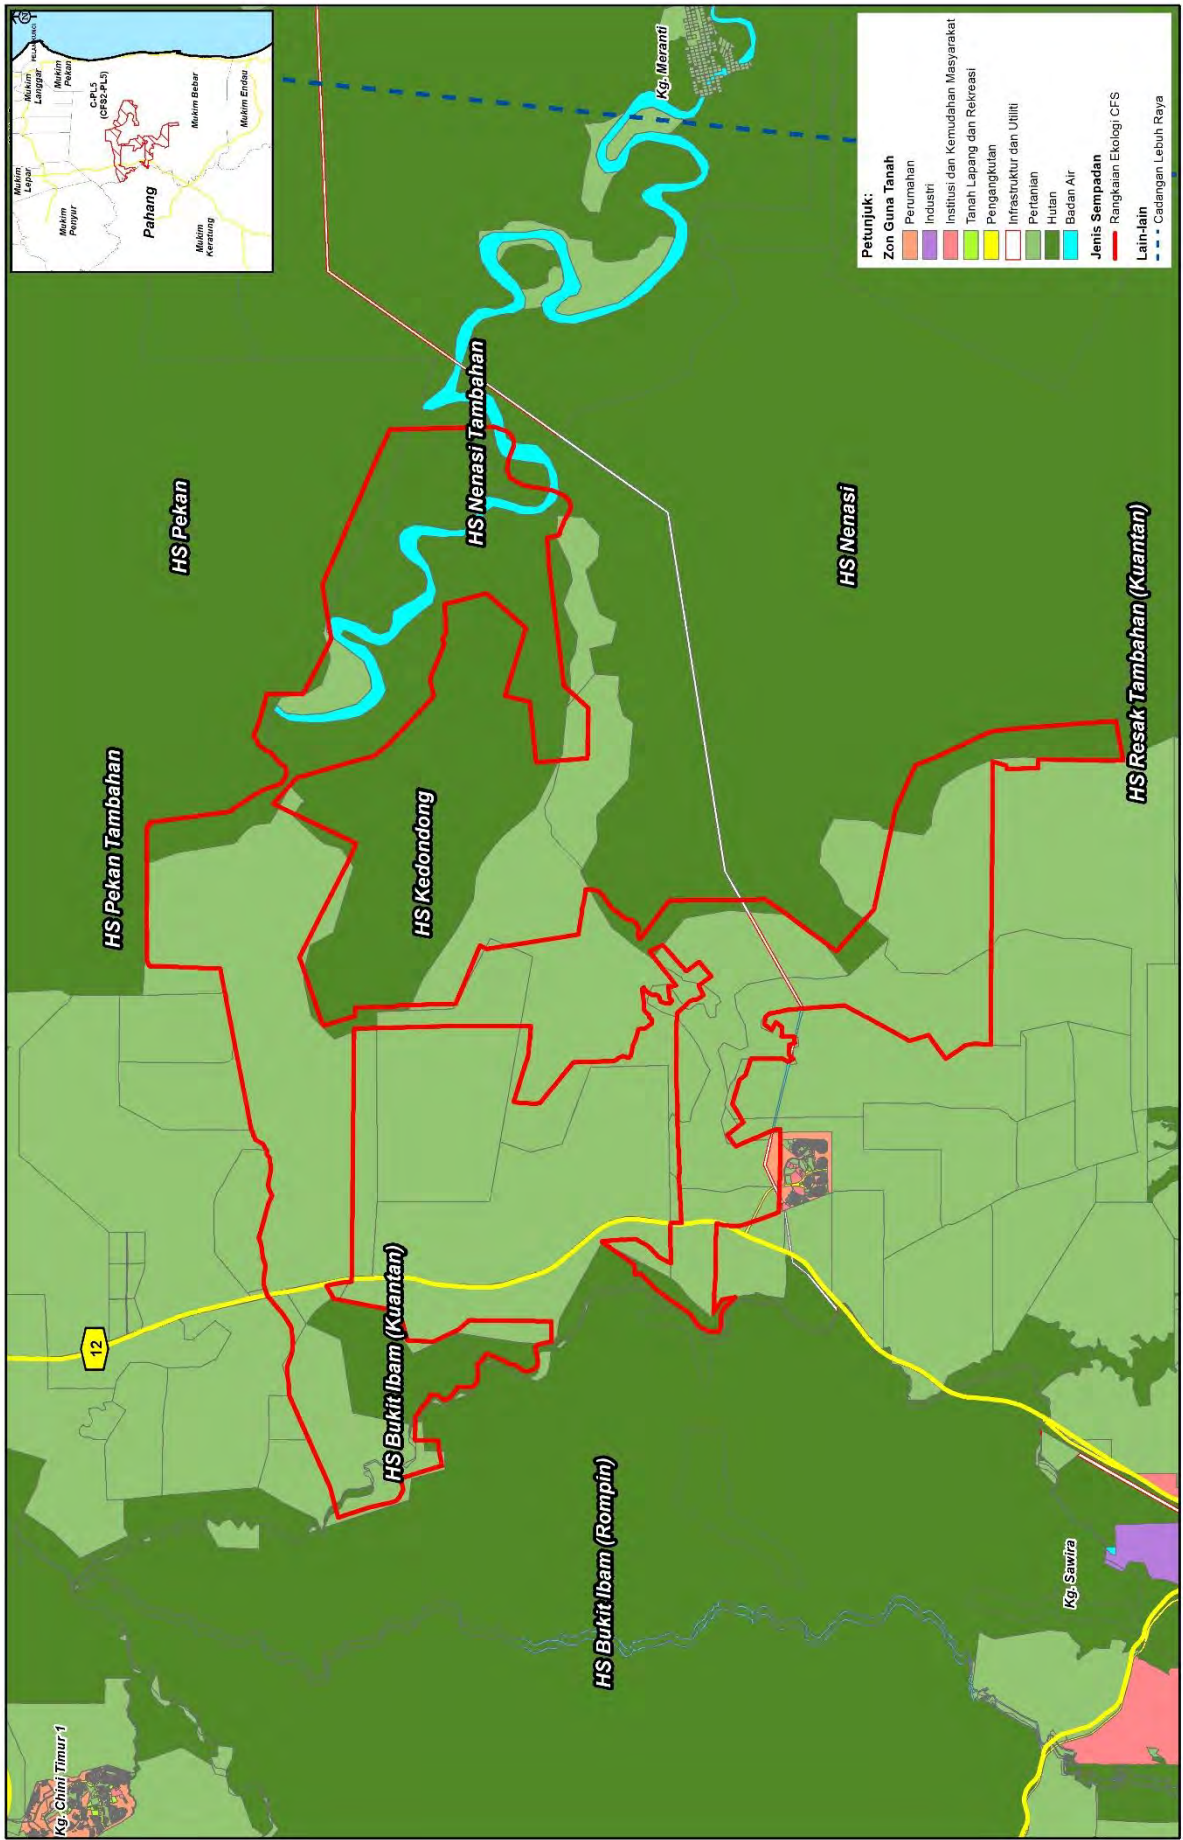 HS Pekan
HS Pekan Tambahan
HS Nenasi Tambahan
HS Kedondong
HS Nenasi
HS Resak Tambahan (Kuantan)
HS Bukit Ibam (Kuantan)
HS Bukit Ibam (Rompin)
Kg. Meranti
Kg. Sawira
Kg. Chini Timur 1
12
Mukim
Lepar
Mukim
Langgar
Mukim
Pekan
PELAN KUNCI
N
Mukim
Penyur
C-PL5
(CFS2-PL5)
Pahang
Mukim Bebar
Mukim
Keratung
Mukim Endau
Petunjuk:
Zon Guna Tanah
Perumahan
Industri
Institusi dan Kemudahan Masyarakat
Tanah Lapang dan Rekreasi
Pengangkutan
Infrastruktur dan Utiliti
Pertanian
Hutan
Badan Air
Jenis Sempadan
Rangkaian Ekologi CFS
Lain-lain
Cadangan Lebuh Raya